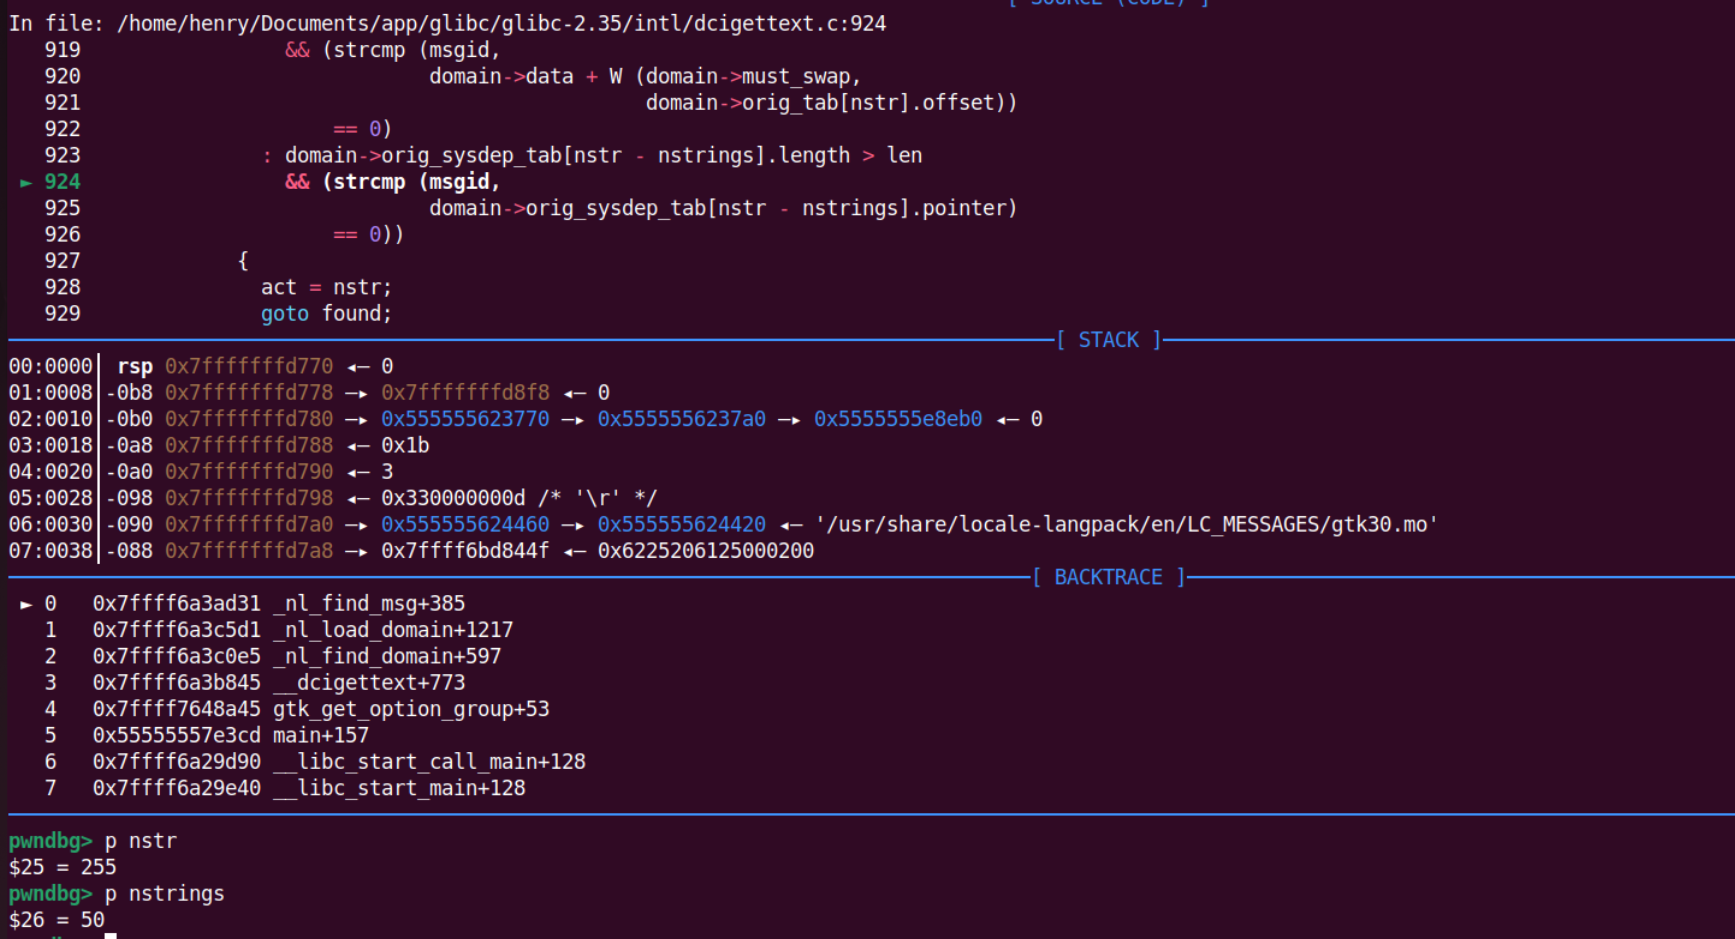 [ SOURCE (CODE) ]
In file: /home/henry/Documents/app/glibc/glibc-2.35/intl/dcigettext.c:924
919 && (strcmp (msgid,
920 domain->data + W (domain->must_swap,
921 domain->orig_tab[nstr].offset))
922 == 0)
923 : domain->orig_sysdep_tab[nstr - nstrings].length > len
► 924 && (strcmp (msgid,
925 domain->orig_sysdep_tab[nstr - nstrings].pointer)
926 == 0))
927 {
928 act = nstr;
929 goto found;
[ STACK ]
00:0000│ rsp 0x7fffffffd770 ◂— 0
01:0008│-0b8 0x7fffffffd778 —▸ 0x7fffffffd8f8 ◂— 0
02:0010│-0b0 0x7fffffffd780 —▸ 0x555555623770 —▸ 0x5555556237a0 —▸ 0x5555555e8eb0 ◂— 0
03:0018│-0a8 0x7fffffffd788 ◂— 0x1b
04:0020│-0a0 0x7fffffffd790 ◂— 3
05:0028│-098 0x7fffffffd798 ◂— 0x330000000d /* '\r' */
06:0030│-090 0x7fffffffd7a0 —▸ 0x555555624460 —▸ 0x555555624420 ◂— '/usr/share/locale-langpack/en/LC_MESSAGES/gtk30.mo'
07:0038│-088 0x7fffffffd7a8 —▸ 0x7ffff6bd844f ◂— 0x6225206125000200
[ BACKTRACE ]
► 0 0x7ffff6a3ad31 _nl_find_msg+385
1 0x7ffff6a3c5d1 _nl_load_domain+1217
2 0x7ffff6a3c0e5 _nl_find_domain+597
3 0x7ffff6a3b845 __dcigettext+773
4 0x7ffff7648a45 gtk_get_option_group+53
5 0x55555557e3cd main+157
6 0x7ffff6a29d90 __libc_start_call_main+128
7 0x7ffff6a29e40 __libc_start_main+128
pwndbg> p nstr
$25 = 255
pwndbg> p nstrings
$26 = 50